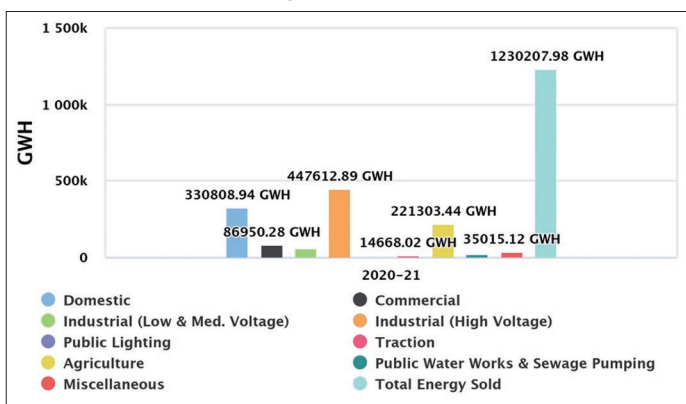 1 500k
1230207.98 GWH
1 000k
GWH
447612.89 GWH
500k
330808.94 GWH
221303.44 GWH
86950.28 GWH
14668.02 GWH
35015.12 GWH
0
2020-21
Domestic
Commercial
Industrial (Low & Med. Voltage)
Industrial (High Voltage)
Public Lighting
Traction
Agriculture
Public Water Works & Sewage Pumping
Miscellaneous
Total Energy Sold